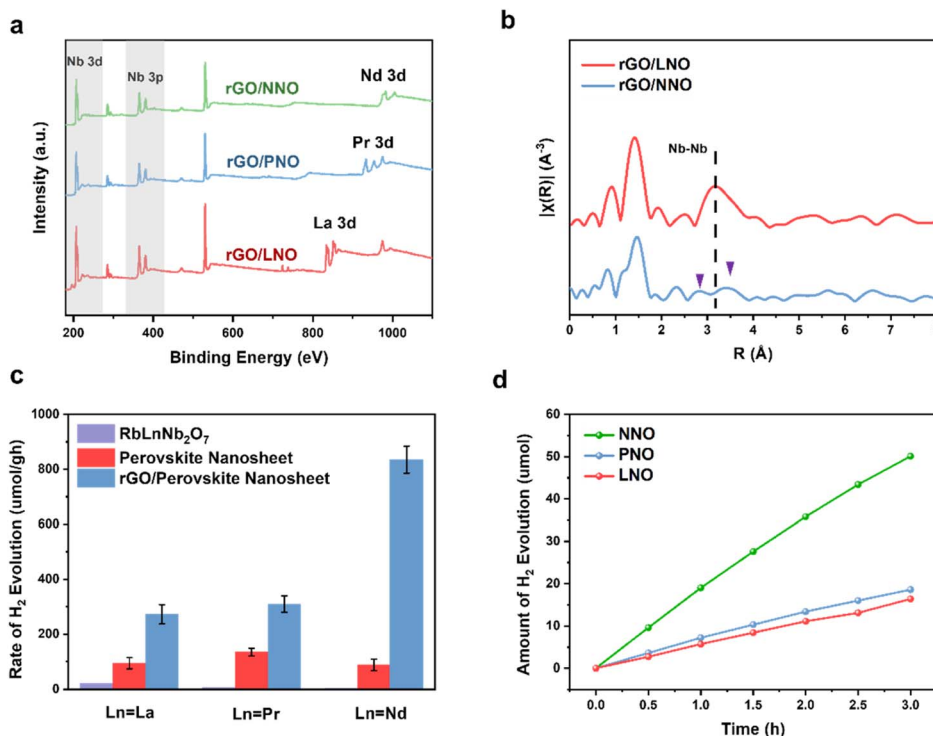 a
Nb 3d
Nb 3p
rGO/NNO
Nd 3d
rGO/PNO
Pr 3d
rGO/LNO
La 3d
Intensity (a.u.)
200 400 600 800 1000
Binding Energy (eV)
b
rGO/LNO
rGO/NNO
Nb-Nb
|χ(R)| (A⁻³)
0 1 2 3 4 5 6 7
R (Å)
c
RbLnNb₂O₇
Perovskite Nanosheet
rGO/Perovskite Nanosheet
Rate of H₂ Evolution (umol/gh)
1000
800
600
400
200
0
Ln=La Ln=Pr Ln=Nd
d
NNO
PNO
LNO
Amount of H₂ Evolution (umol)
60
50
40
30
20
10
0
0.0 0.5 1.0 1.5 2.0 2.5 3.0
Time (h)